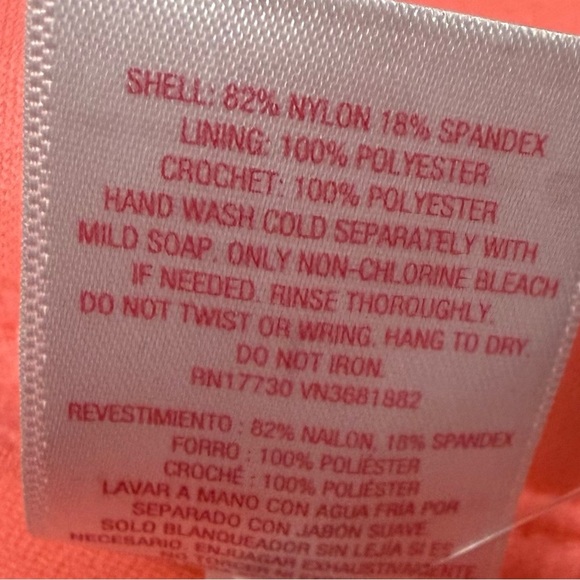 SHELL: 82% NYLON 18% SPANDEX
LINING: 100% POLYESTER
CROCHET: 100% POLYESTER
HAND WASH COLD SEPARATELY WITH
MILD SOAP. ONLY NON-CHLORINE BLEACH
IF NEEDED. RINSE THOROUGHLY.
DO NOT TWIST OR WRING. HANG TO DRY.
DO NOT IRON.
RN17730 VN3681882
REVESTIMIENTO : 82% NAILON, 18% SPANDEX
FORRO : 100% POLIÉSTER
CROCHÉ : 100% POLIÉSTER
LAVAR A MANO CON AGUA FRIA POR
SEPARADO CON JABÓN SUAVE
SOLO BLANQUEADOR SIN LEJÍA SI ES
NECESARIO. ENJUAGAR EXHAUSTIVAMENTE
NO TORCER NI